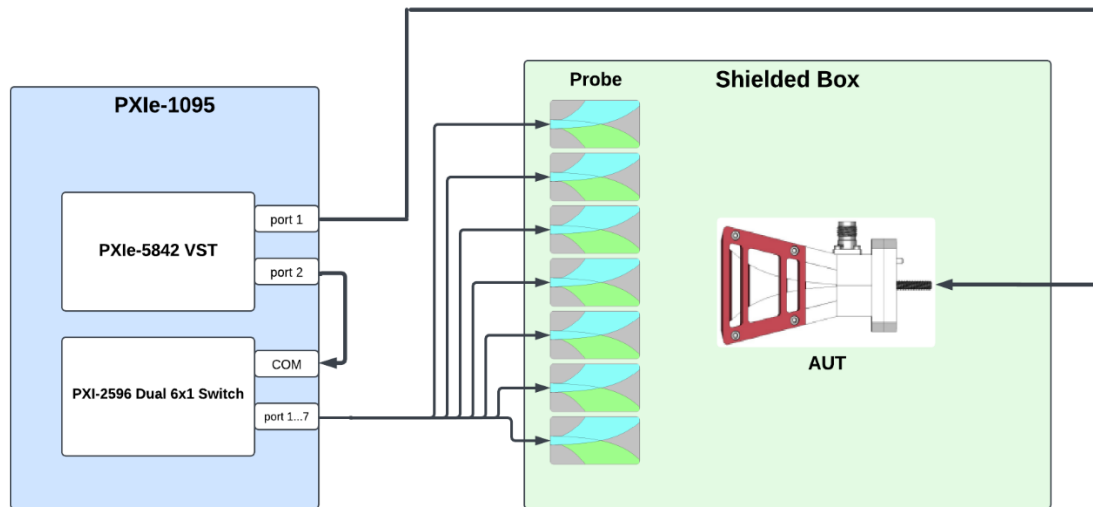 PXIe-1095
PXIe-5842 VST
port 1
port 2
PXI-2596 Dual 6x1 Switch
COM
port 1...7
Probe
Shielded Box
AUT